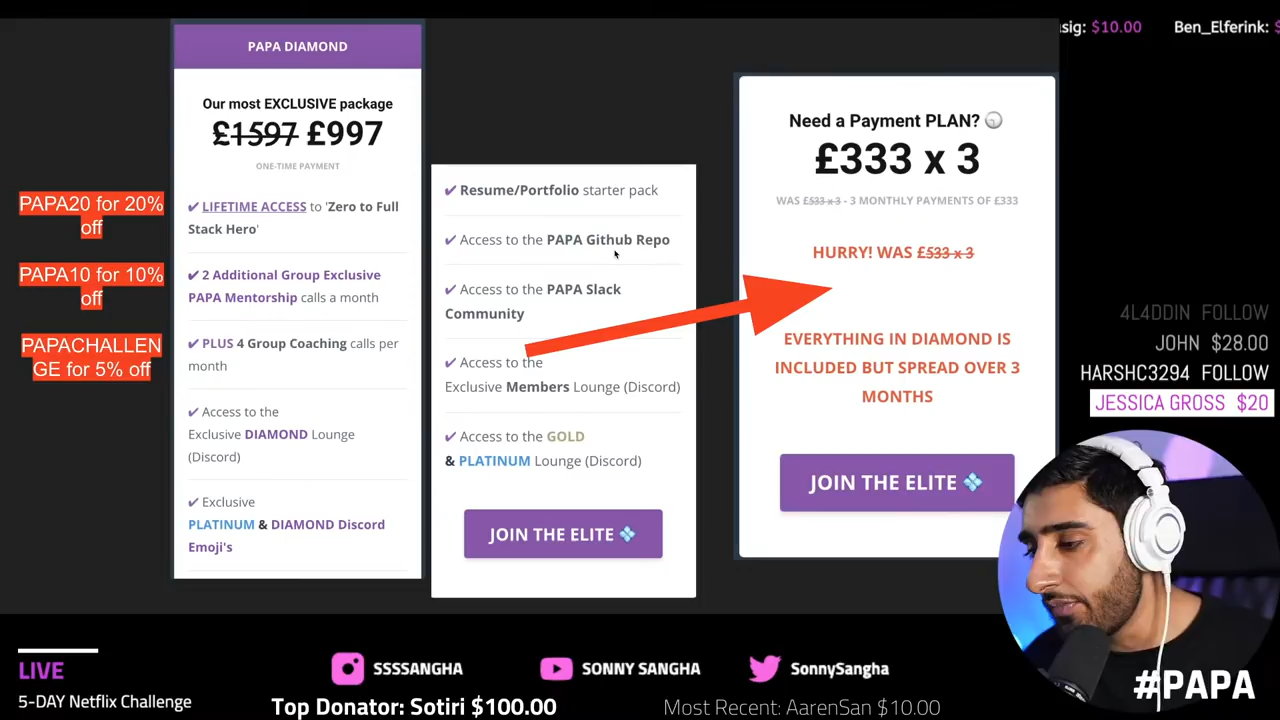 sig: $10.00 Ben_Elferink: $
PAPA DIAMOND
Our most EXCLUSIVE package
£1597 £997
ONE-TIME PAYMENT
✔ LIFETIME ACCESS to 'Zero to Full
Stack Hero'
✔ 2 Additional Group Exclusive
PAPA Mentorship calls a month
✔ PLUS 4 Group Coaching calls per
month
✔ Access to the
Exclusive DIAMOND Lounge
(Discord)
✔ Exclusive
PLATINUM & DIAMOND Discord
Emoji's
PAPA20 for 20%
off
PAPA10 for 10%
off
PAPACHALLEN
GE for 5% off
✔ Resume/Portfolio starter pack
✔ Access to the PAPA Github Repo
✔ Access to the PAPA Slack
Community
✔ Access to the
Exclusive Members Lounge (Discord)
✔ Access to the GOLD
& PLATINUM Lounge (Discord)
JOIN THE ELITE 💠
Need a Payment PLAN? 🕟
£333 x 3
WAS £533 x 3 - 3 MONTHLY PAYMENTS OF £333
HURRY! WAS £533 x 3
EVERYTHING IN DIAMOND IS
INCLUDED BUT SPREAD OVER 3
MONTHS
JOIN THE ELITE 💠
4L4DDIN FOLLOW
JOHN $28.00
HARSHC3294 FOLLOW
JESSICA GROSS $20
#PAPA
LIVE
5-DAY Netflix Challenge
SSSSANGHA
SONNY SANGHA
SonnySangha
Top Donator: Sotiri $100.00
Most Recent: AarenSan $10.00